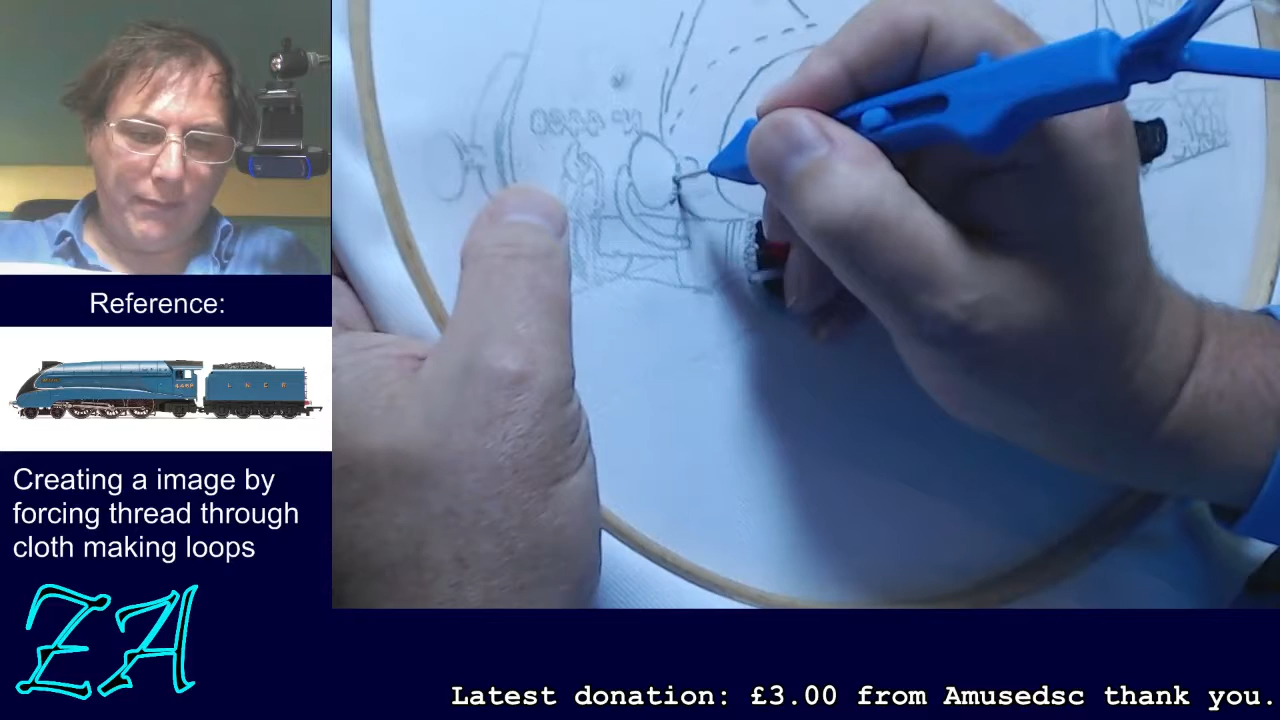 Reference:
L N E R
Creating a image by
forcing thread through
cloth making loops
ZA
Latest donation: £3.00 from Amusedsc thank you.